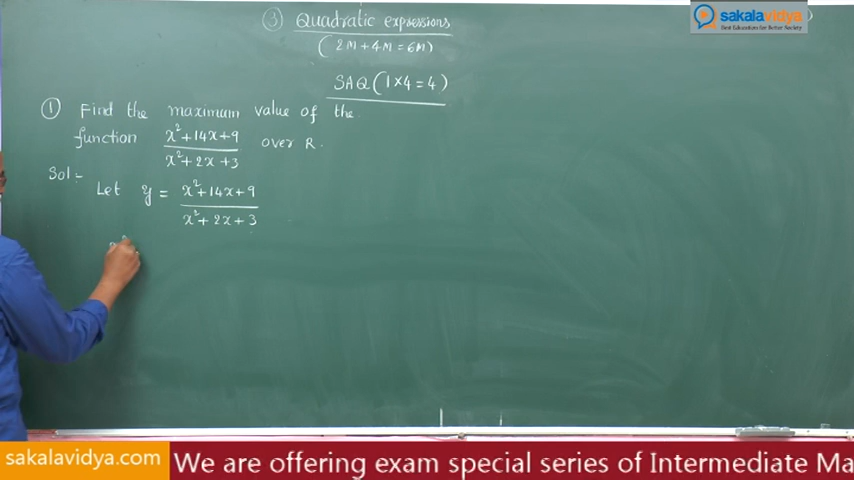 ③ Quadratic expressions
(2M + 4M = 6M)
sakalavidya
Best Education for Better Society
SAQ (1×4 = 4)
① Find the maximum value of the
function x²+14x+9 / x²+2x+3 over R.
Sol:-
Let y = x²+14x+9 / x²+2x+3
sakalavidya.com
We are offering exam special series of Intermediate Ma